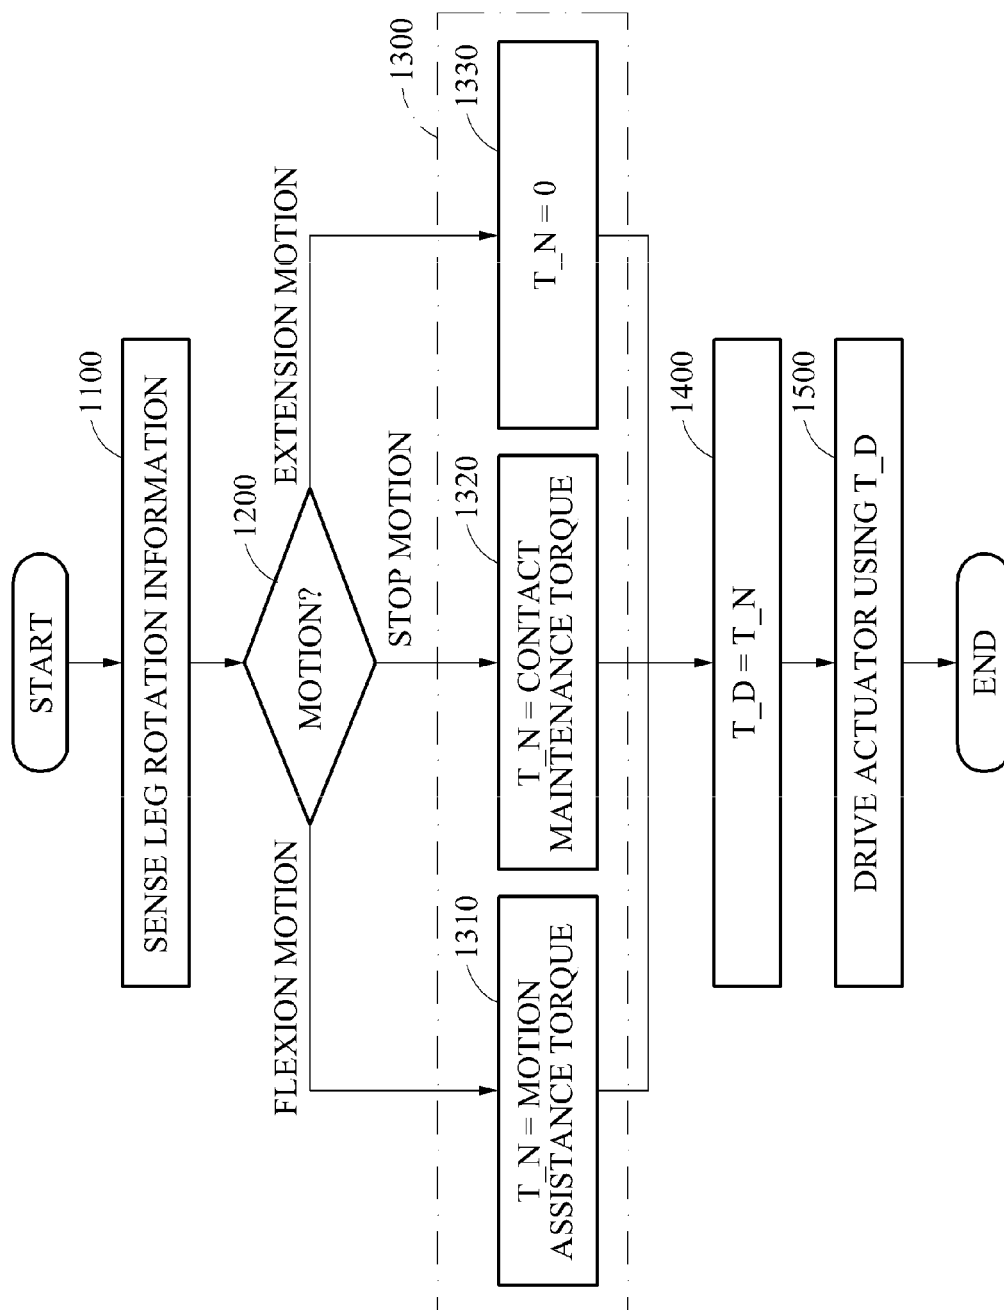 START
1100
SENSE LEG ROTATION INFORMATION
1200
MOTION?
FLEXION MOTION
STOP MOTION
EXTENSION MOTION
1300
1310
T_N = MOTION
ASSISTANCE TORQUE
1320
T_N = CONTACT
MAINTENANCE TORQUE
1330
T_N = 0
1400
T_D = T_N
1500
DRIVE ACTUATOR USING T_D
END